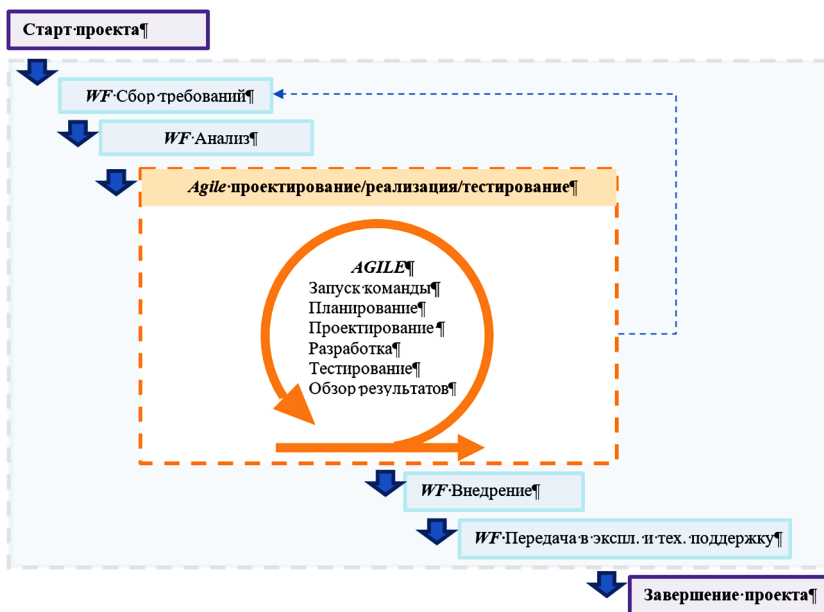 Старт·проекта¶
WF·Сбор·требований¶
WF·Анализ¶
Agile·проектирование/реализация/тестирование¶
AGILE¶
Запуск·команды¶
Планирование¶
Проектирование¶
Разработка¶
Тестирование¶
Обзор·результатов¶
WF·Внедрение¶
WF·Передача·в·экспл.·и·тех.·поддержку¶
Завершение·проекта¶